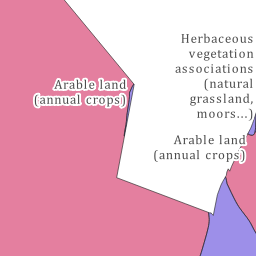 Herbaceous
vegetation
associations
(natural
grassland,
moors...)
Arable land
(annual crops)
Arable land
(annual crops)